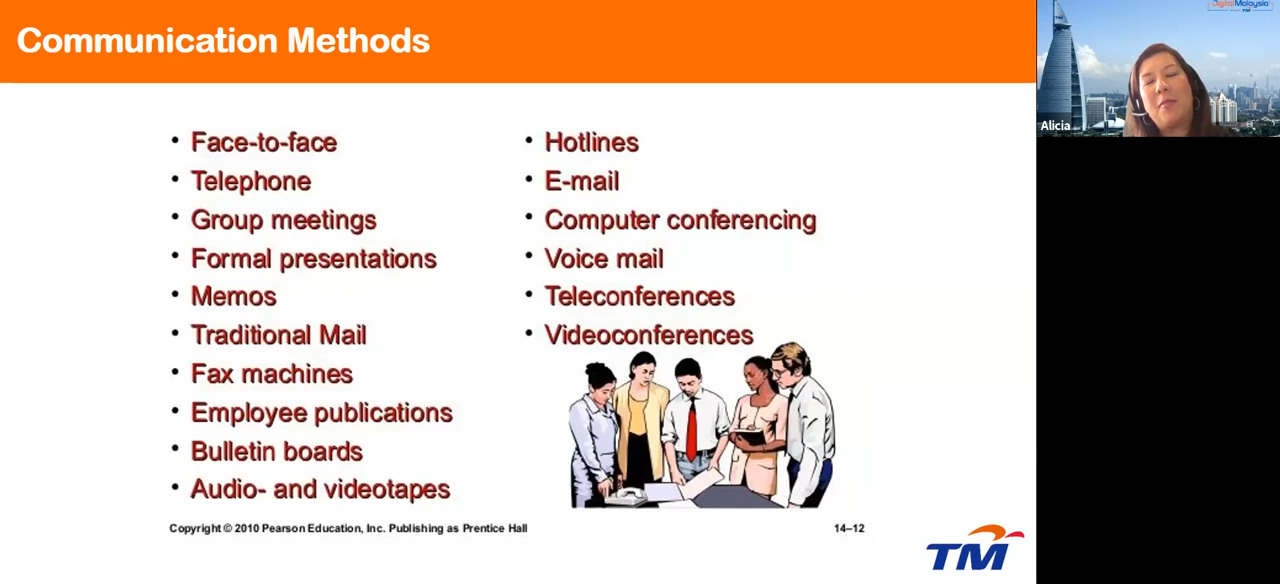 Communication Methods
• Face-to-face
• Telephone
• Group meetings
• Formal presentations
• Memos
• Traditional Mail
• Fax machines
• Employee publications
• Bulletin boards
• Audio- and videotapes
• Hotlines
• E-mail
• Computer conferencing
• Voice mail
• Teleconferences
• Videoconferences
Copyright © 2010 Pearson Education, Inc. Publishing as Prentice Hall
14–12
TM
DigitalMalaysia
TM
Alicia